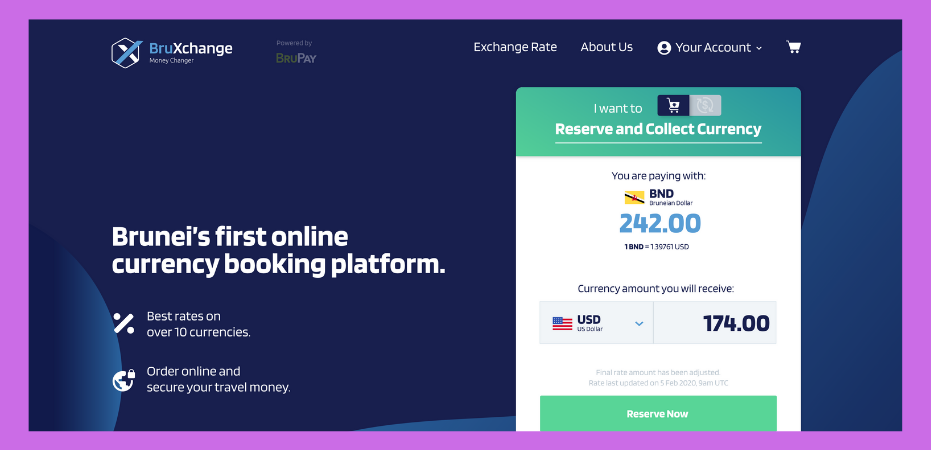 BruXchange
Money Changer
Powered by
BRUPAY
Exchange Rate
About Us
Your Account
I want to
Reserve and Collect Currency
You are paying with:
BND
Bruneian Dollar
242.00
1 BND = 1.39761 USD
Currency amount you will receive:
USD
US Dollar
174.00
Final rate amount has been adjusted.
Rate last updated on 5 Feb 2020, 9am UTC
Reserve Now
Brunei's first online
currency booking platform.
Best rates on
over 10 currencies.
Order online and
secure your travel money.